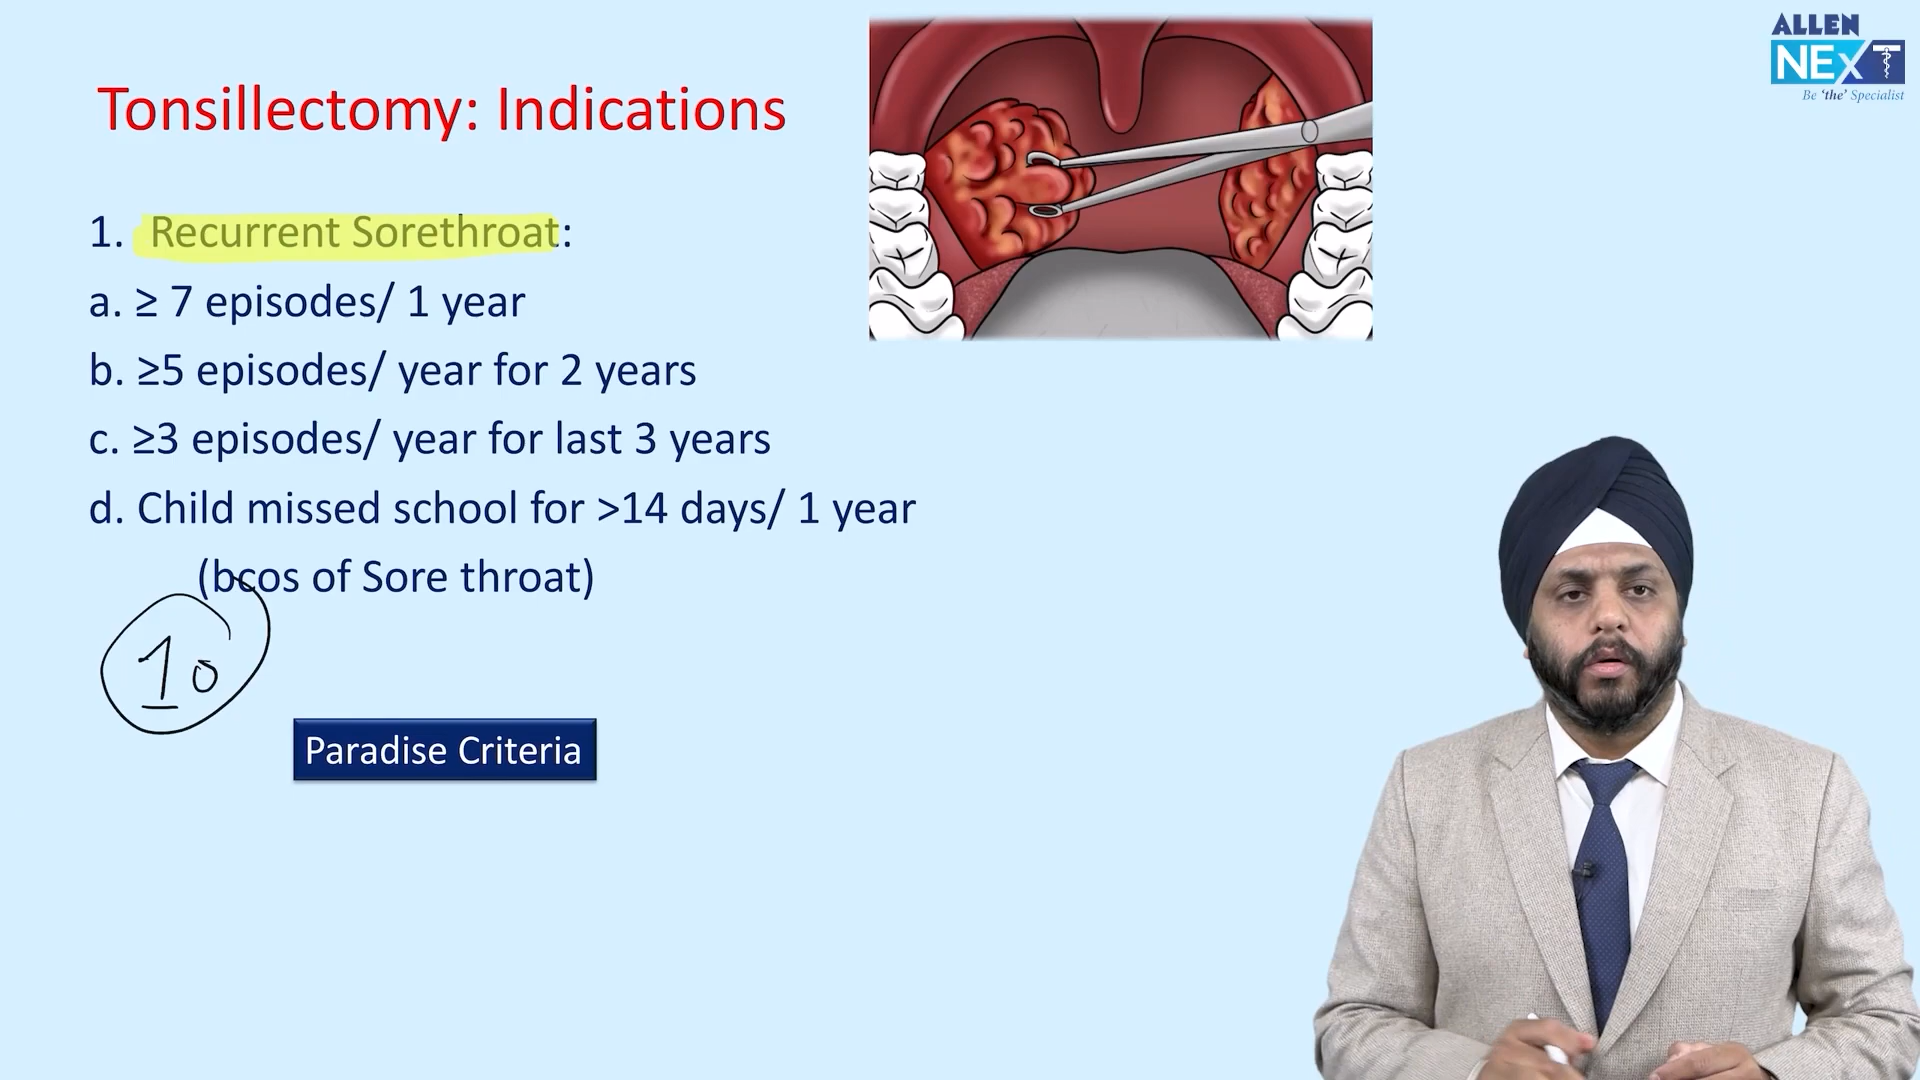 ALLEN
NExT
Be 'the' Specialist
Tonsillectomy: Indications
1. Recurrent Sorethroat:
a. ≥ 7 episodes/ 1 year
b. ≥5 episodes/ year for 2 years
c. ≥3 episodes/ year for last 3 years
d. Child missed school for >14 days/ 1 year
(bcos of Sore throat)
10
Paradise Criteria